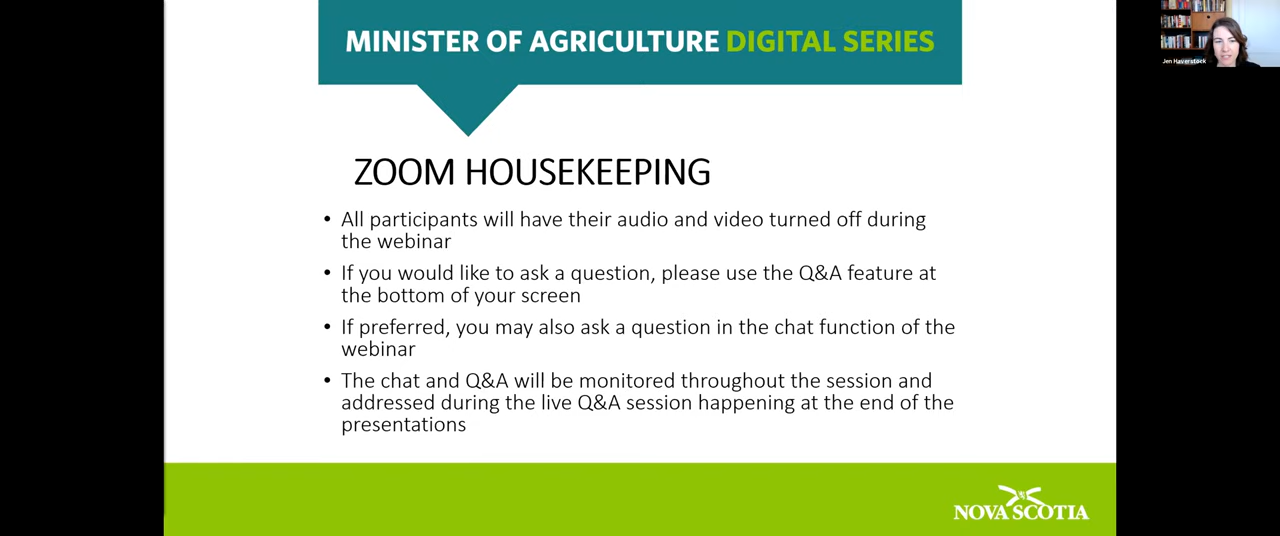 MINISTER OF AGRICULTURE DIGITAL SERIES
Jen Haverstock
ZOOM HOUSEKEEPING
• All participants will have their audio and video turned off during
the webinar
• If you would like to ask a question, please use the Q&A feature at
the bottom of your screen
• If preferred, you may also ask a question in the chat function of the
webinar
• The chat and Q&A will be monitored throughout the session and
addressed during the live Q&A session happening at the end of the
presentations
NOVA SCOTIA